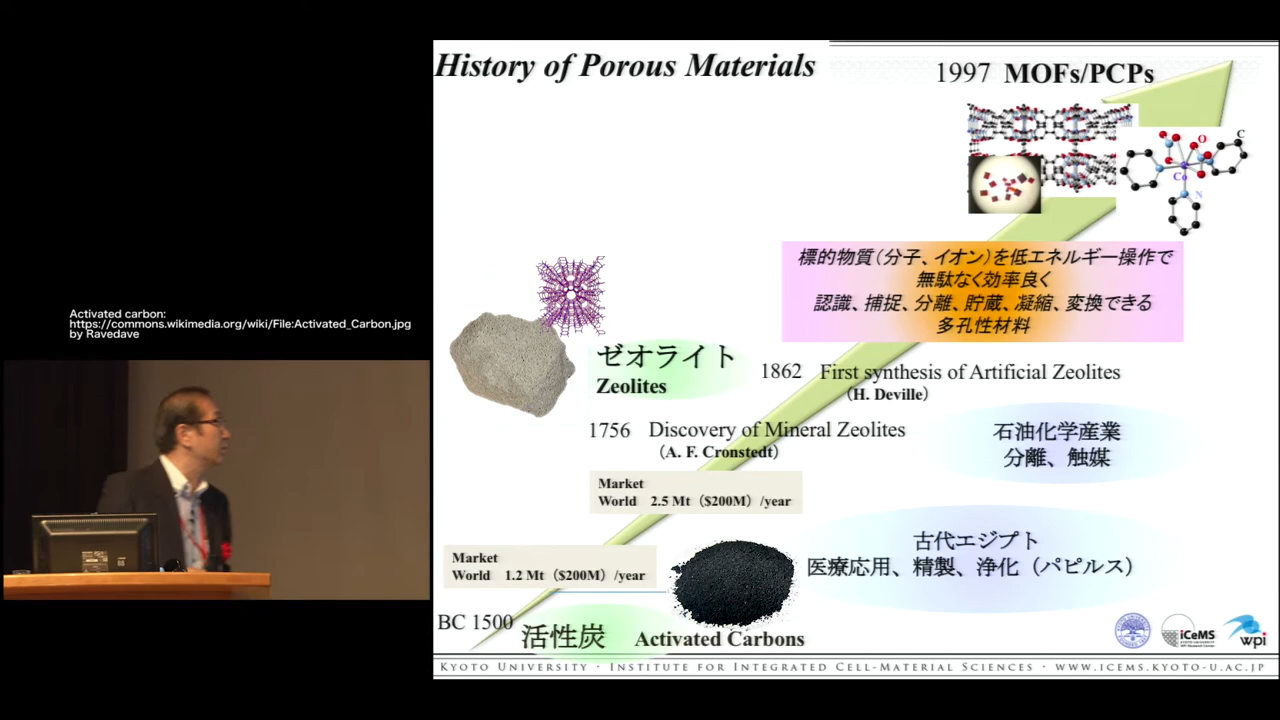 History of Porous Materials
1997 MOFs/PCPs
C
O
Co
N
標的物質(分子、イオン)を低エネルギー操作で
無駄なく効率良く
認識、捕捉、分離、貯蔵、凝縮、変換できる
多孔性材料
Activated carbon:
https://commons.wikimedia.org/wiki/File:Activated_Carbon.jpg
by Ravedave
ゼオライト
Zeolites
1862 First synthesis of Artificial Zeolites
(H. Deville)
1756 Discovery of Mineral Zeolites
(A. F. Cronstedt)
石油化学産業
分離、触媒
Market
World 2.5 Mt ($200M) /year
Market
World 1.2 Mt ($200M) /year
古代エジプト
医療応用、精製、浄化(パピルス)
BC 1500
活性炭 Activated Carbons
iCeMS
wpi
KYOTO UNIVERSITY · INSTITUTE FOR INTEGRATED CELL-MATERIAL SCIENCES · WWW.ICEMS.KYOTO-U.AC.JP